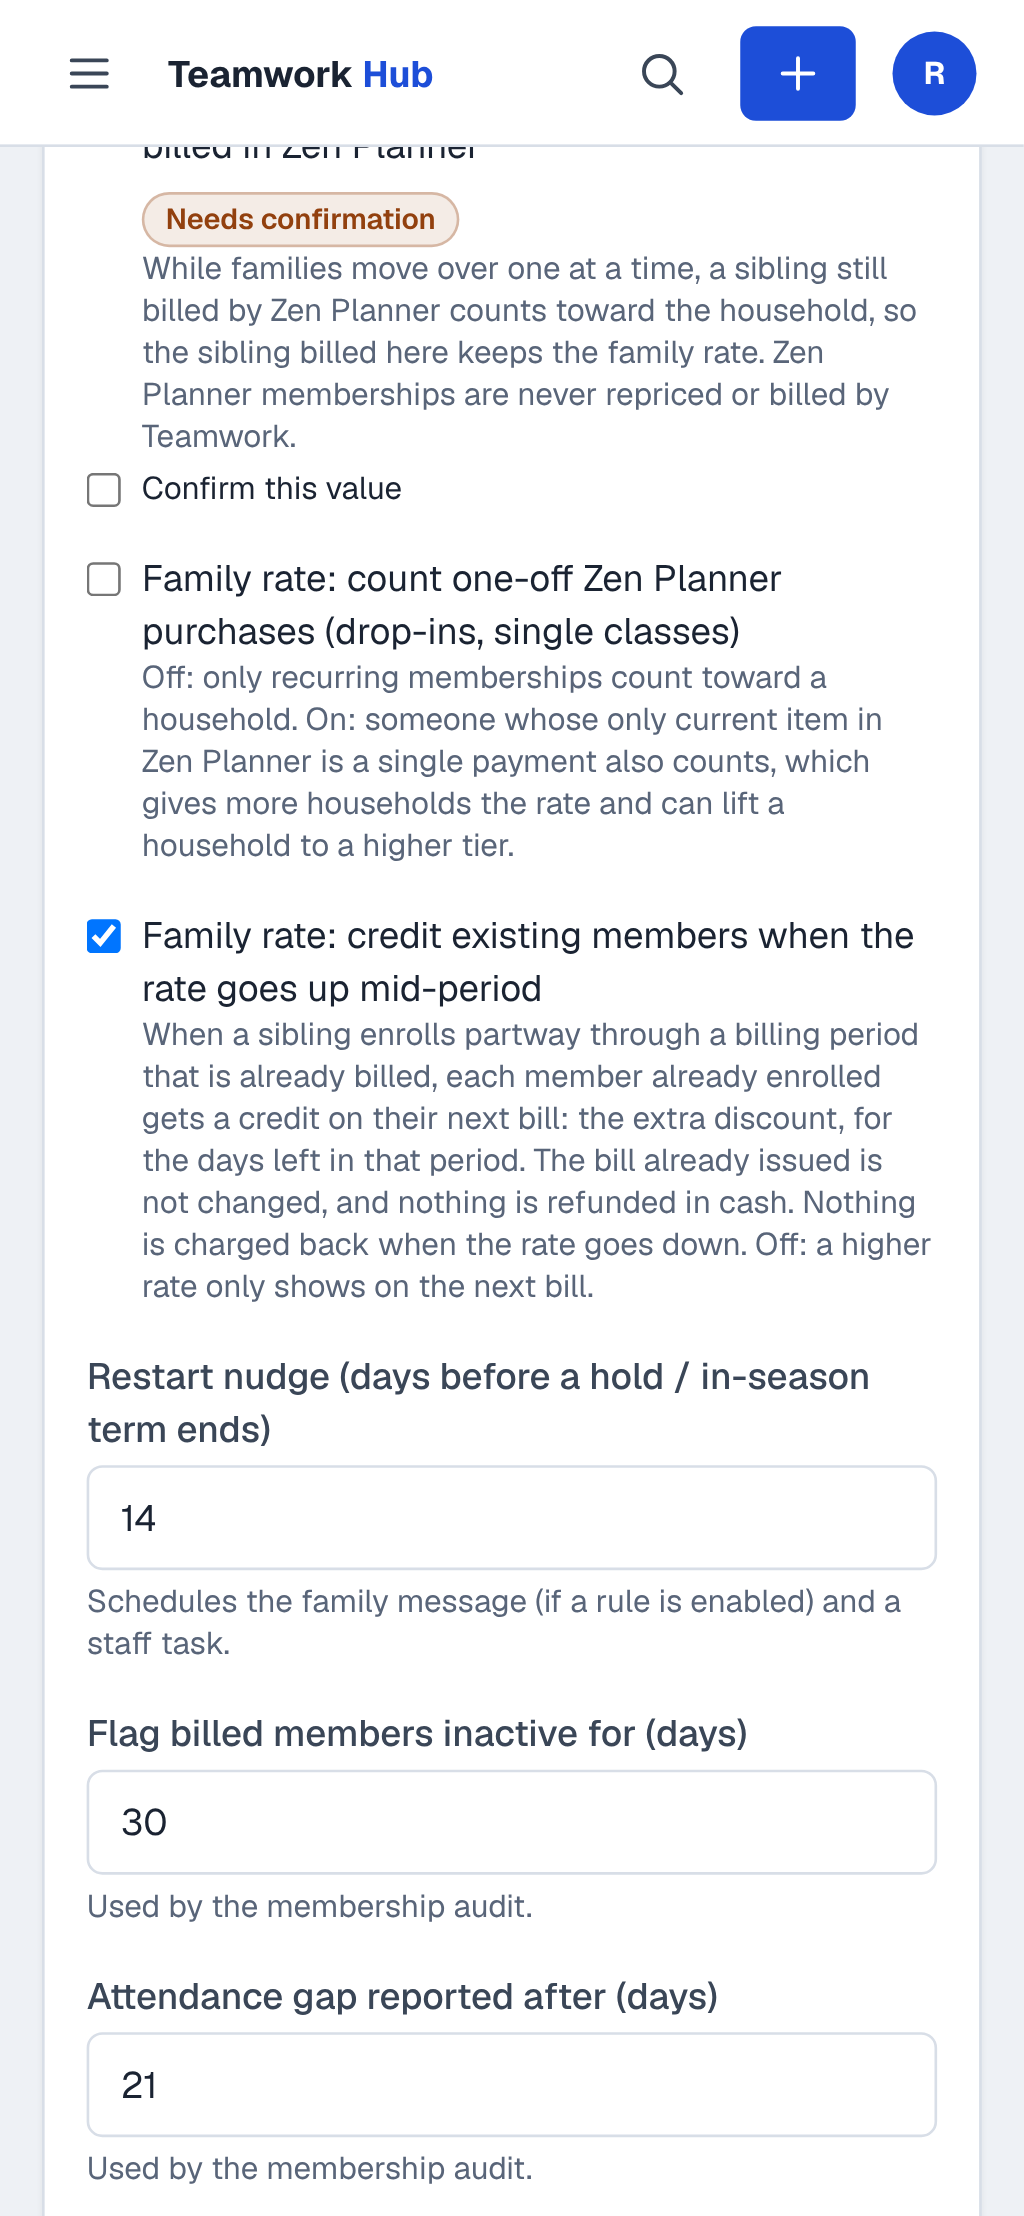 Teamwork Hub
R
billed in Zen Planner
Needs confirmation
While families move over one at a time, a sibling still
billed by Zen Planner counts toward the household, so
the sibling billed here keeps the family rate. Zen
Planner memberships are never repriced or billed by
Teamwork.
Confirm this value
Family rate: count one-off Zen Planner
purchases (drop-ins, single classes)
Off: only recurring memberships count toward a
household. On: someone whose only current item in
Zen Planner is a single payment also counts, which
gives more households the rate and can lift a
household to a higher tier.
Family rate: credit existing members when the
rate goes up mid-period
When a sibling enrolls partway through a billing period
that is already billed, each member already enrolled
gets a credit on their next bill: the extra discount, for
the days left in that period. The bill already issued is
not changed, and nothing is refunded in cash. Nothing
is charged back when the rate goes down. Off: a higher
rate only shows on the next bill.
Restart nudge (days before a hold / in-season
term ends)
14
Schedules the family message (if a rule is enabled) and a
staff task.
Flag billed members inactive for (days)
30
Used by the membership audit.
Attendance gap reported after (days)
21
Used by the membership audit.